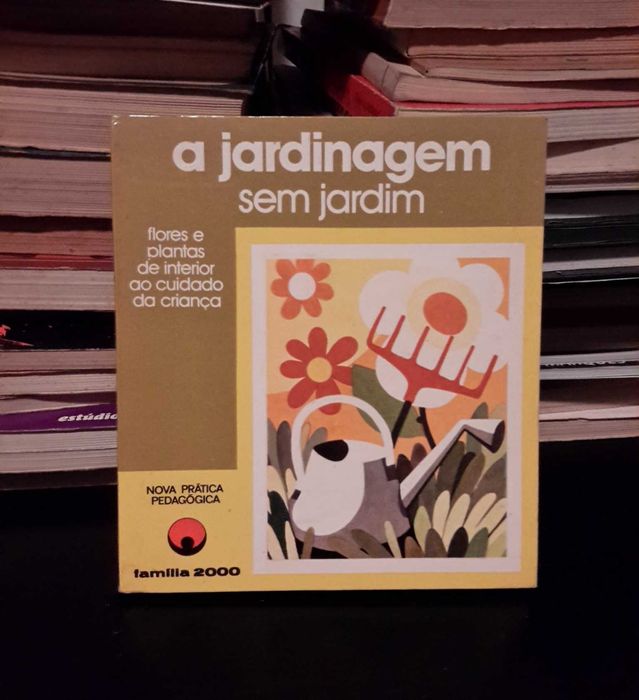 a jardinagem
sem jardim
flores e
plantas
de interior
ao cuidado
da criança
NOVA PRÁTICA
PEDAGÓGICA
família 2000
estúdio